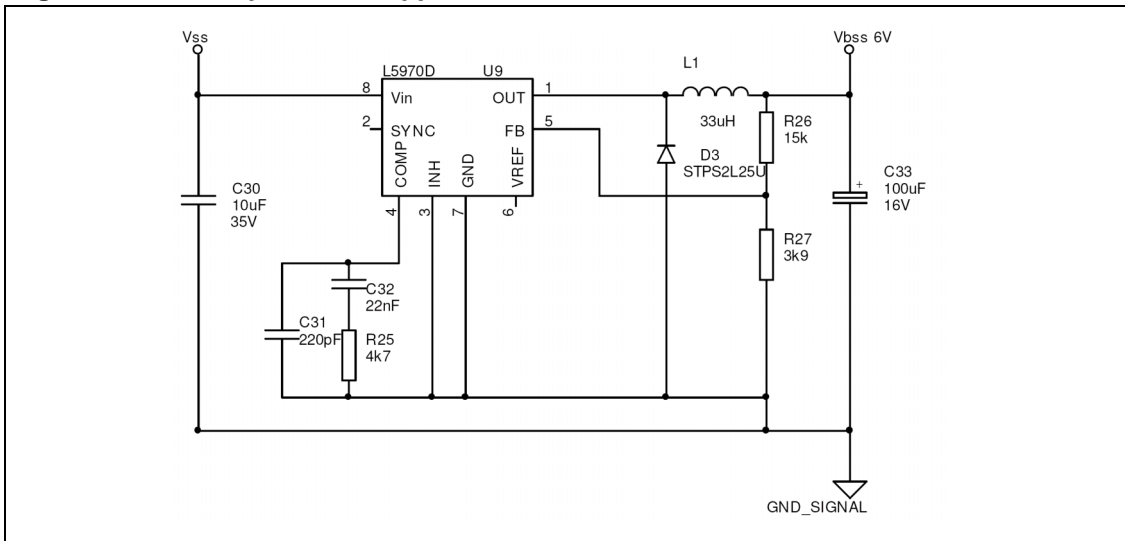 Vss
Vbss 6V
L1
L5970D
U9
8
Vin
OUT
1
2
SYNC
FB
5
33uH
R26
15k
COMP
INH
GND
VREF
D3
STPS2L25U
4
3
7
6
C30
10uF
35V
+
C33
100uF
16V
R27
3k9
C32
22nF
C31
220pF
R25
4k7
GND_SIGNAL